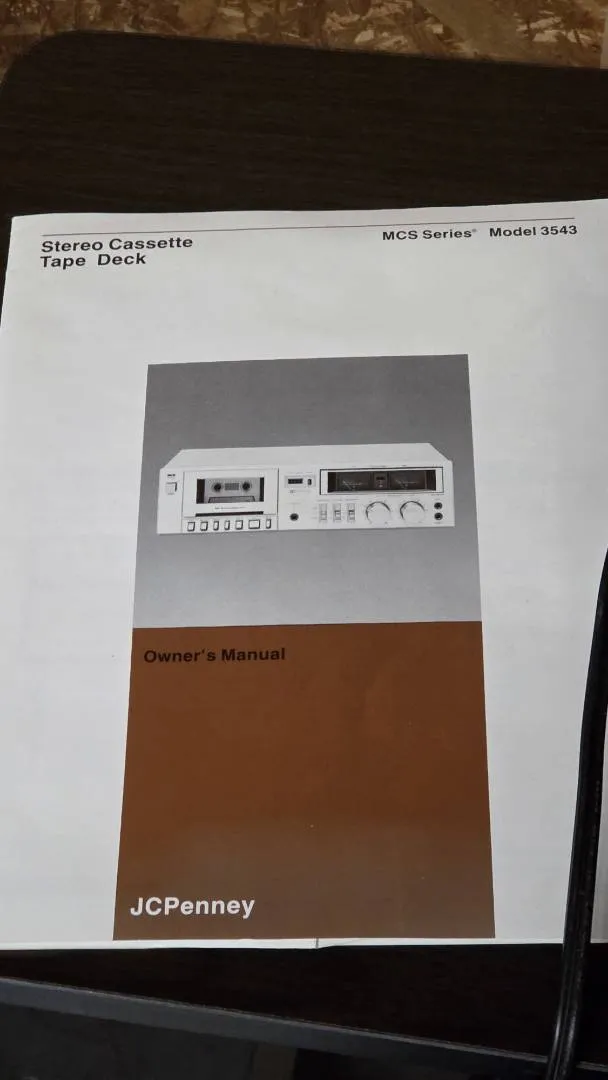 Stereo Cassette
Tape Deck
MCS Series® Model 3543
Owner's Manual
JCPenney